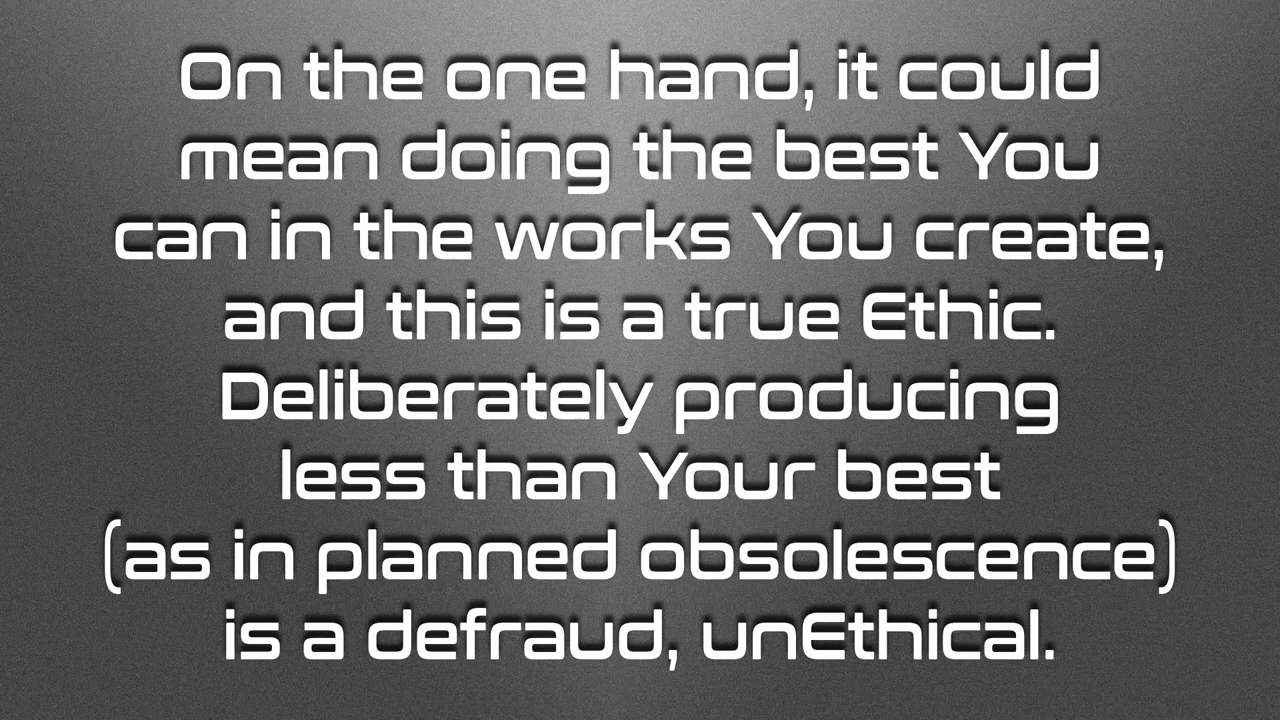 On the one hand, it could
mean doing the best You
can in the works You create,
and this is a true Ethic.
Deliberately producing
less than Your best
(as in planned obsolescence)
is a defraud, unEthical.